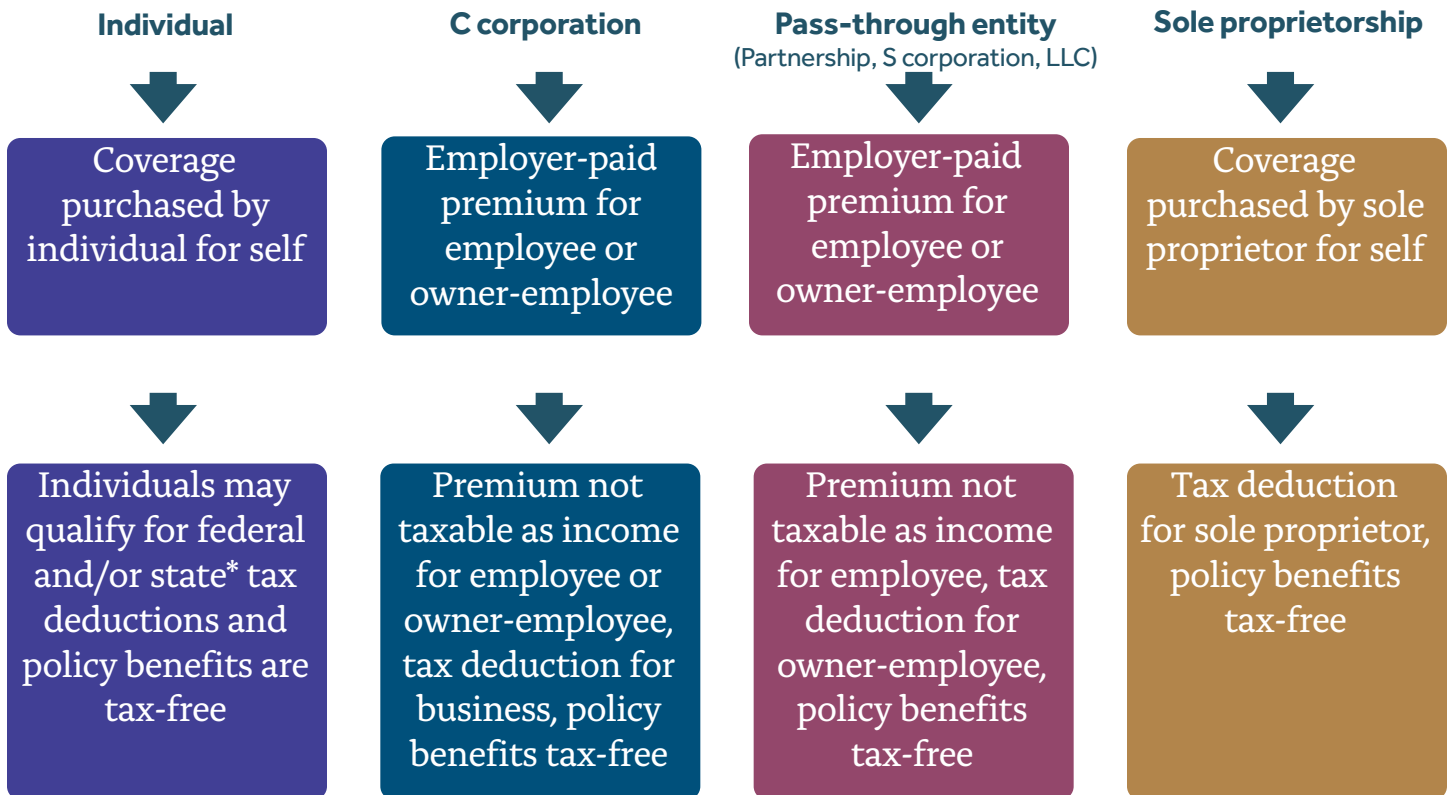 Individual
Coverage
purchased by
individual for self
Individuals may
qualify for federal
and/or state* tax
deductions and
policy benefits are
tax-free
C corporation
Employer-paid
premium for
employee or
owner-employee
Premium not
taxable as income
for employee or
owner-employee,
tax deduction for
business, policy
benefits tax-free
Pass-through entity
(Partnership, S corporation, LLC)
Employer-paid
premium for
employee or
owner-employee
Premium not
taxable as income
for employee, tax
deduction for
owner-employee,
policy benefits
tax-free
Sole proprietorship
Coverage
purchased by sole
proprietor for self
Tax deduction
for sole proprietor,
policy benefits
tax-free